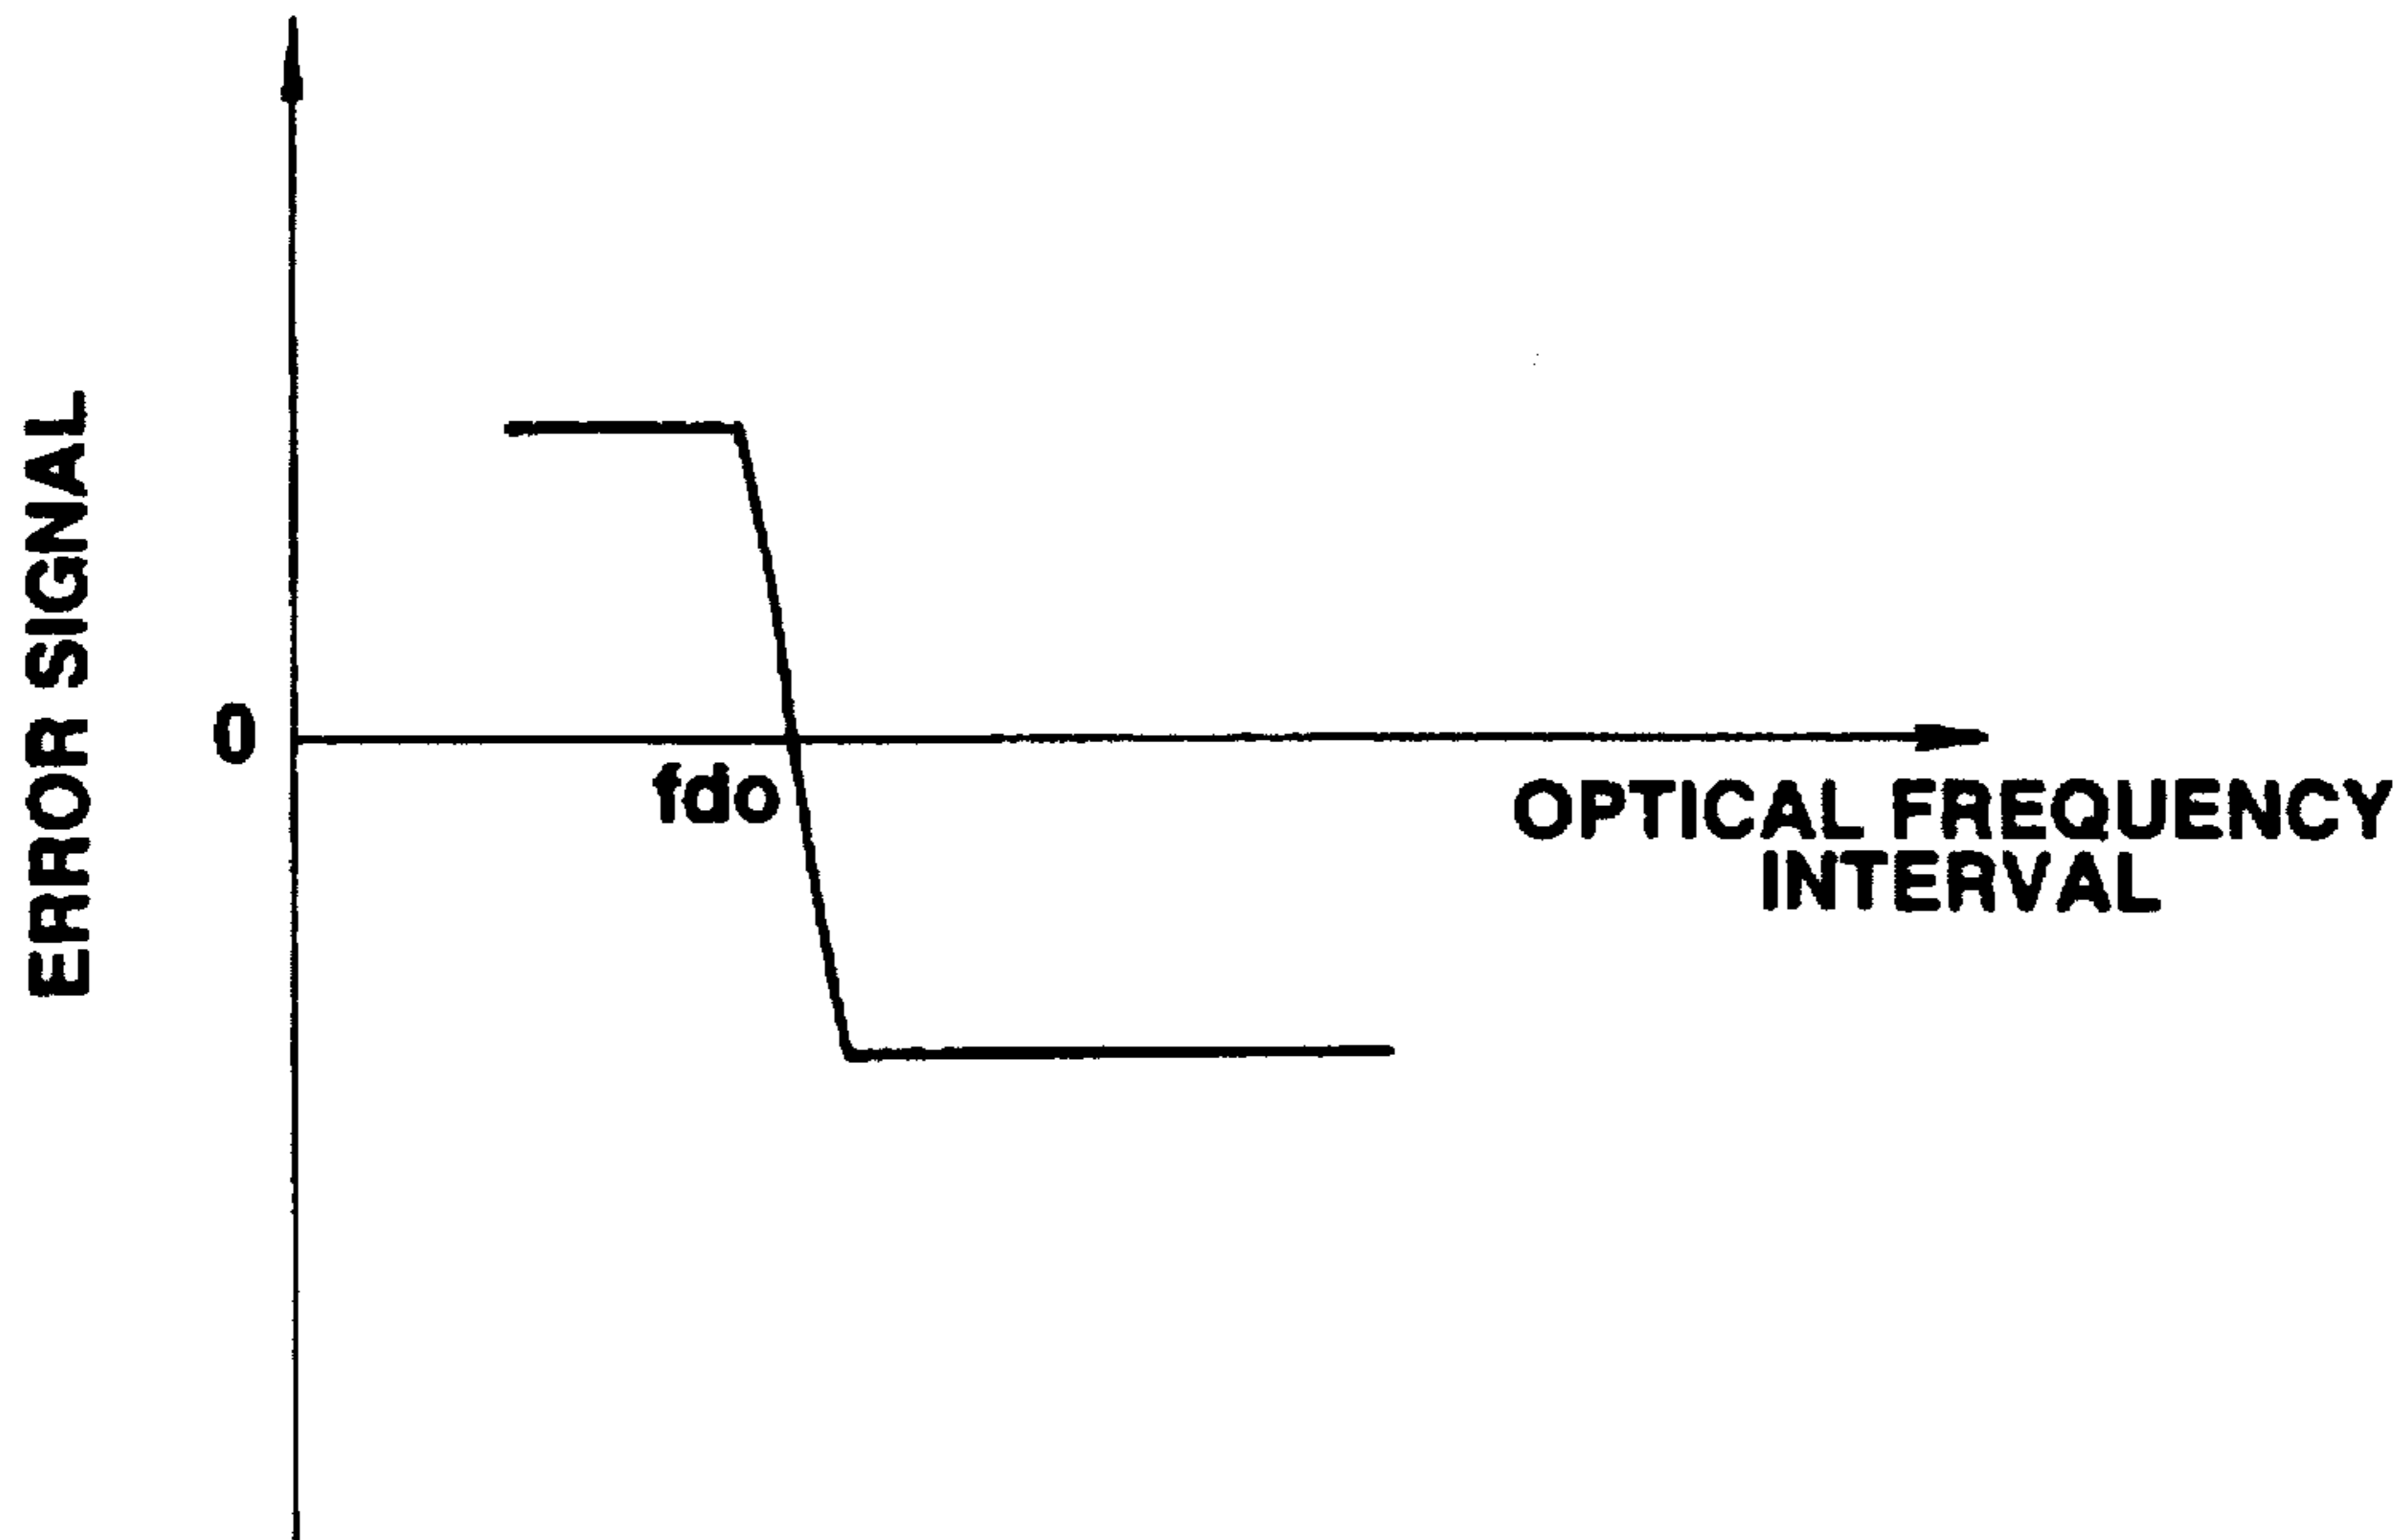 ERROR SIGNAL
0
fdo
OPTICAL FREQUENCY
INTERVAL